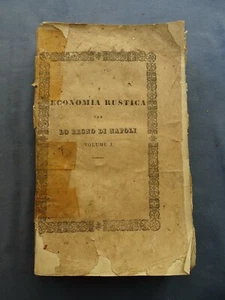 ECONOMIA RUSTICA
PER
LO REGNO DI NAPOLI
VOLUME I